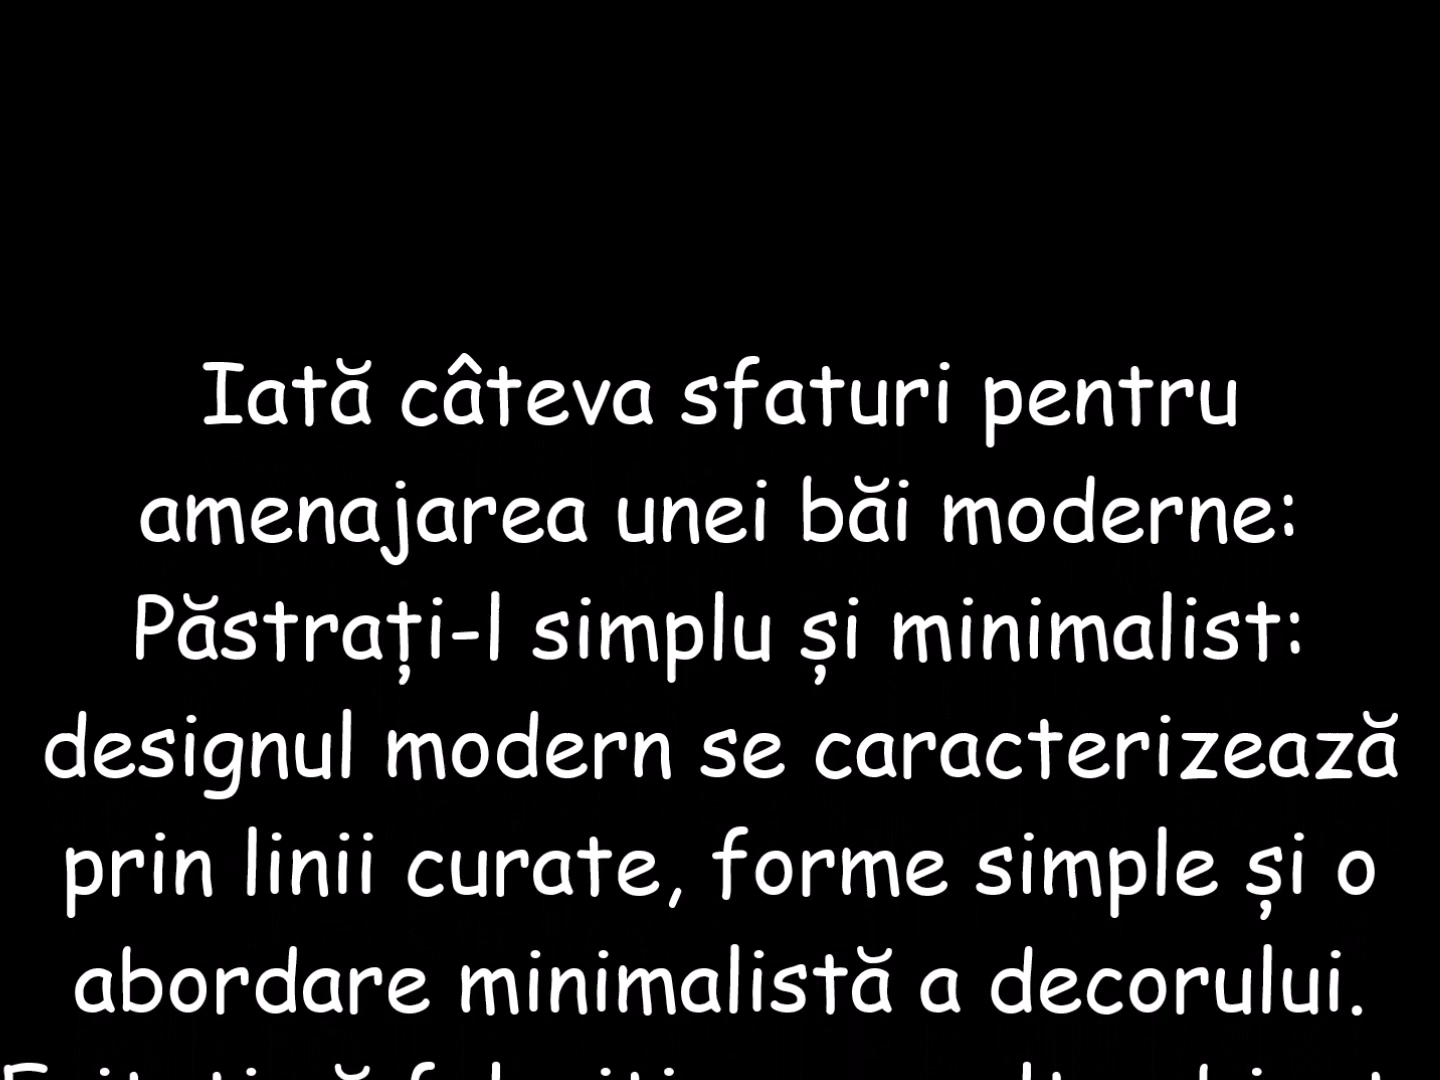 Iată câteva sfaturi pentru
amenajarea unei băi moderne:
Păstrați-l simplu și minimalist:
designul modern se caracterizează
prin linii curate, forme simple și o
abordare minimalistă a decorului.